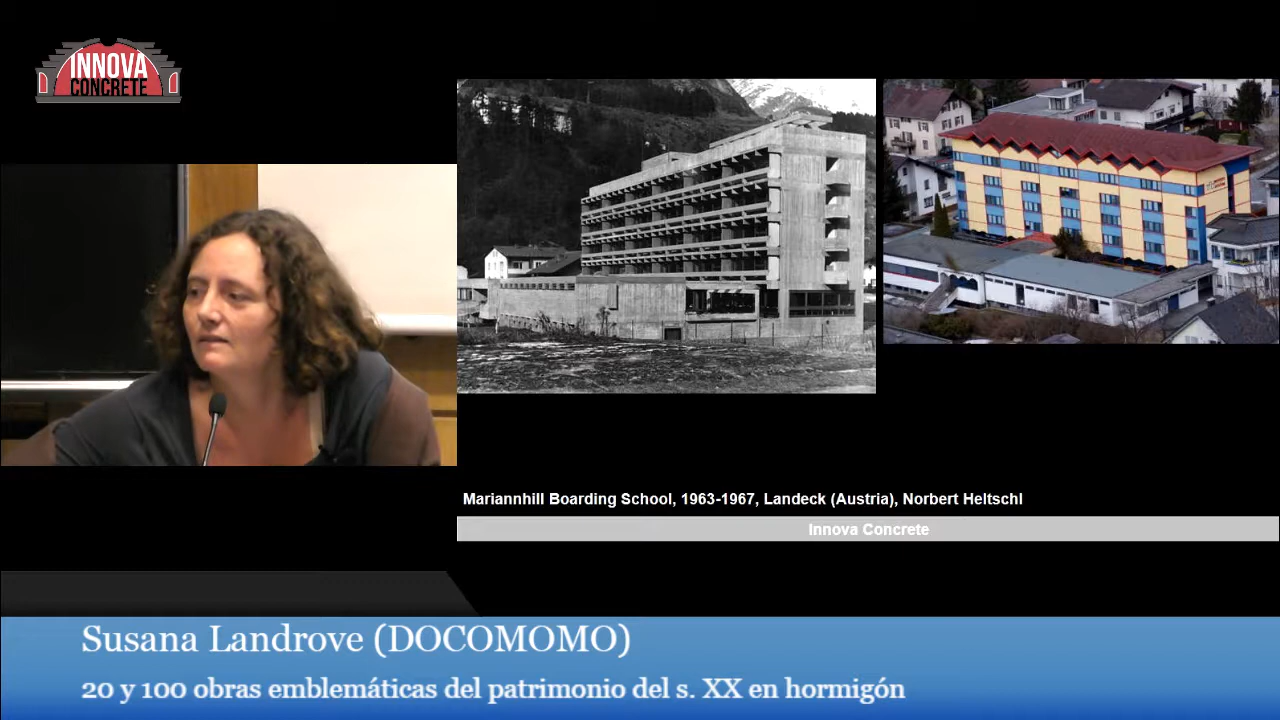 INNOVA
CONCRETE
Mariannhill Boarding School, 1963-1967, Landeck (Austria), Norbert Heltschl
Innova Concrete
Susana Landrove (DOCOMOMO)
20 y 100 obras emblemáticas del patrimonio del s. XX en hormigón